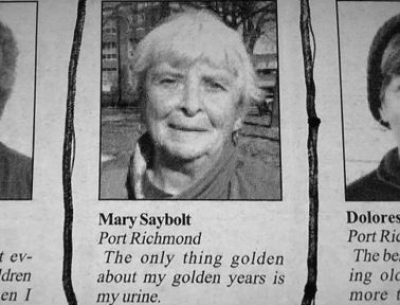 t ev-
ldren
en I
Mary Saybolt
Port Richmond
The only thing golden
about my golden years is
my urine.
Dolores
Port Ric
The bea
ing old
more t